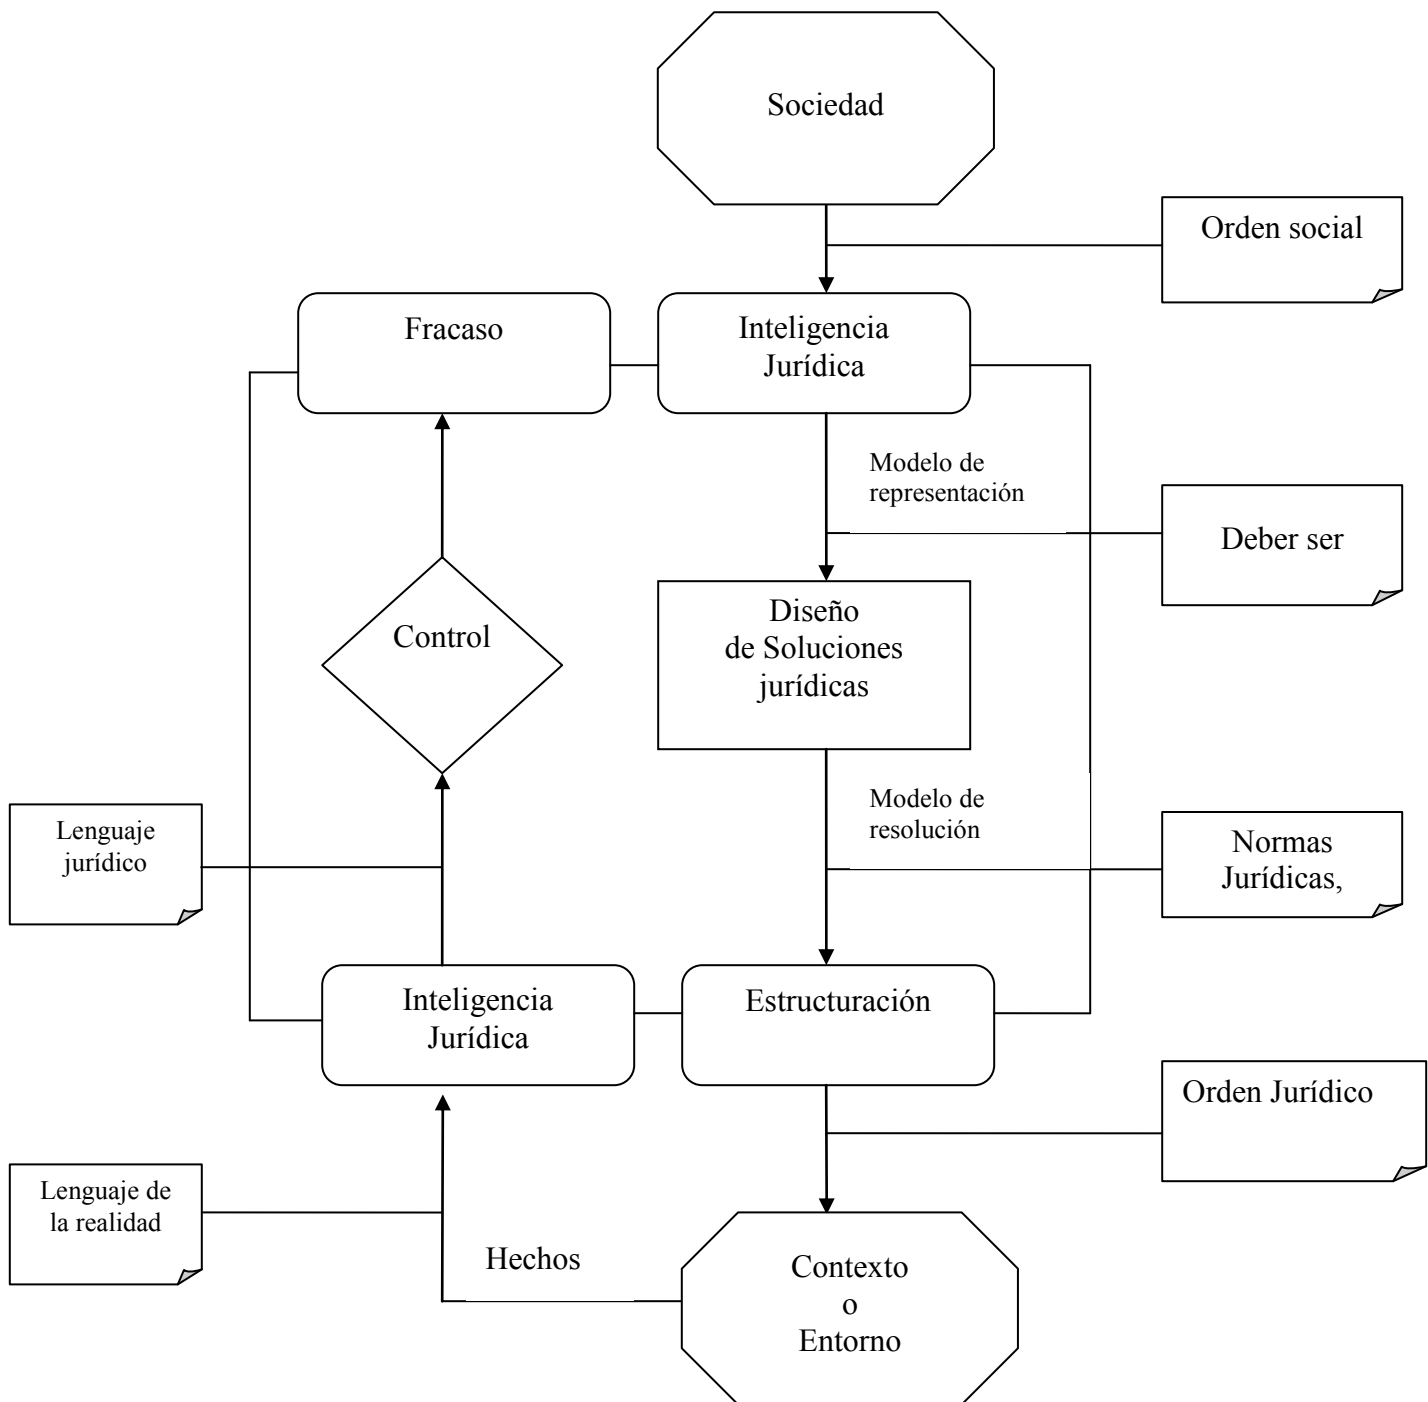 Sociedad
Orden social
Fracaso
Inteligencia
Jurídica
Modelo de
representación
Deber ser
Control
Diseño
de Soluciones
jurídicas
Lenguaje
jurídico
Modelo de
resolución
Normas
Jurídicas,
Inteligencia
Jurídica
Estructuración
Orden Jurídico
Lenguaje de
la realidad
Hechos
Contexto
o
Entorno